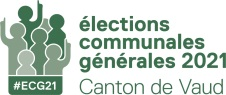 élections
communales
générales 2021
#ECG21
Canton de Vaud